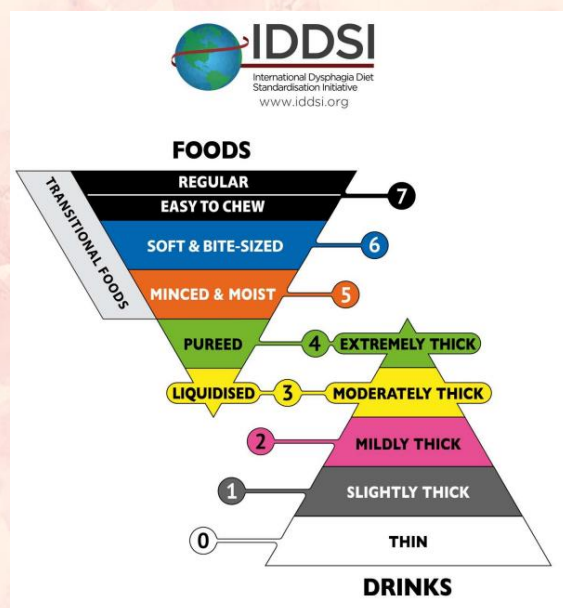 IDDSI
International Dysphagia Diet
Standardisation Initiative
www.iddsi.org
FOODS
TRANSITIONAL FOODS
REGULAR
EASY TO CHEW
7
SOFT & BITE-SIZED
6
MINCED & MOIST
5
PUREED
4
EXTREMELY THICK
LIQUIDISED
3
MODERATELY THICK
2
MILDLY THICK
1
SLIGHTLY THICK
0
THIN
DRINKS